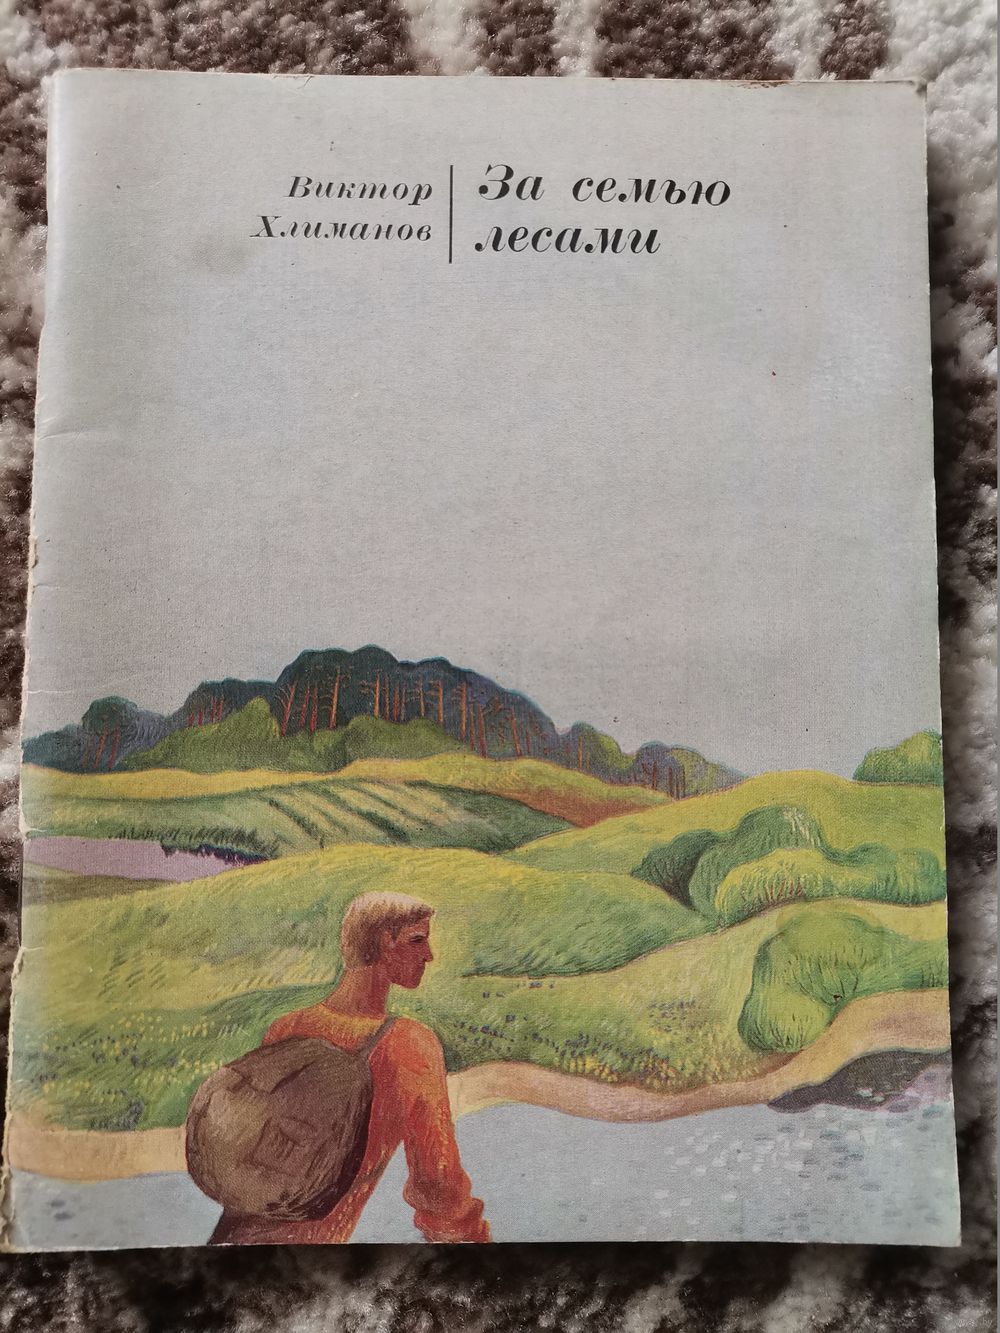 Виктор
Хлиманов
За семью
лесами